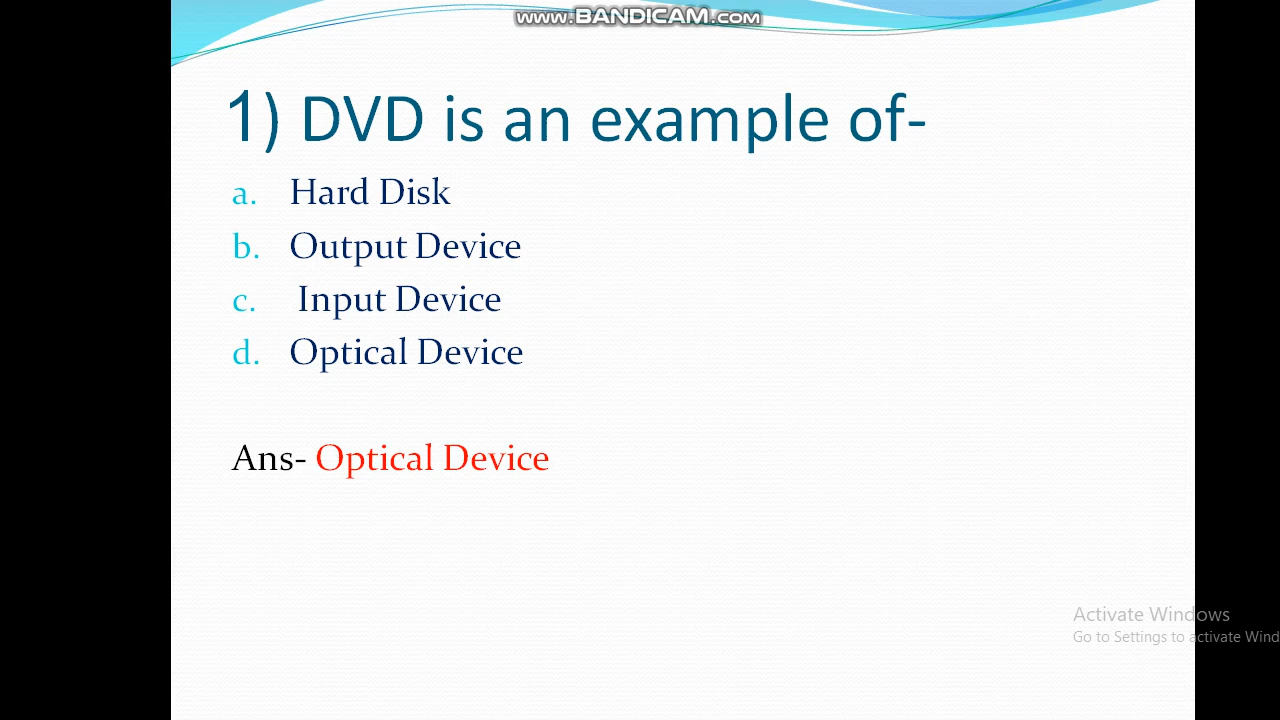 www.BANDICAM.com
1) DVD is an example of-
a. Hard Disk
b. Output Device
c. Input Device
d. Optical Device
Ans- Optical Device
Activate Windows
Go to Settings to activate Wind